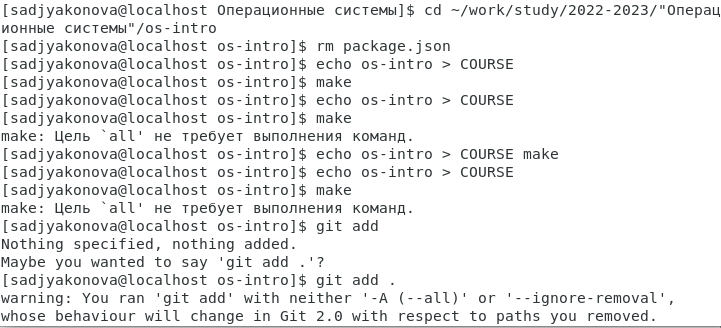 [sadjyakonova@localhost Операционные системы]$ cd ~/work/study/2022-2023/"Операц
ионные системы"/os-intro
[sadjyakonova@localhost os-intro]$ rm package.json
[sadjyakonova@localhost os-intro]$ echo os-intro > COURSE
[sadjyakonova@localhost os-intro]$ make
[sadjyakonova@localhost os-intro]$ echo os-intro > COURSE
[sadjyakonova@localhost os-intro]$ make
make: Цель `all' не требует выполнения команд.
[sadjyakonova@localhost os-intro]$ echo os-intro > COURSE make
[sadjyakonova@localhost os-intro]$ echo os-intro > COURSE
[sadjyakonova@localhost os-intro]$ make
make: Цель `all' не требует выполнения команд.
[sadjyakonova@localhost os-intro]$ git add
Nothing specified, nothing added.
Maybe you wanted to say 'git add .'?
[sadjyakonova@localhost os-intro]$ git add .
warning: You ran 'git add' with neither '-A (--all)' or '--ignore-removal',
whose behaviour will change in Git 2.0 with respect to paths you removed.